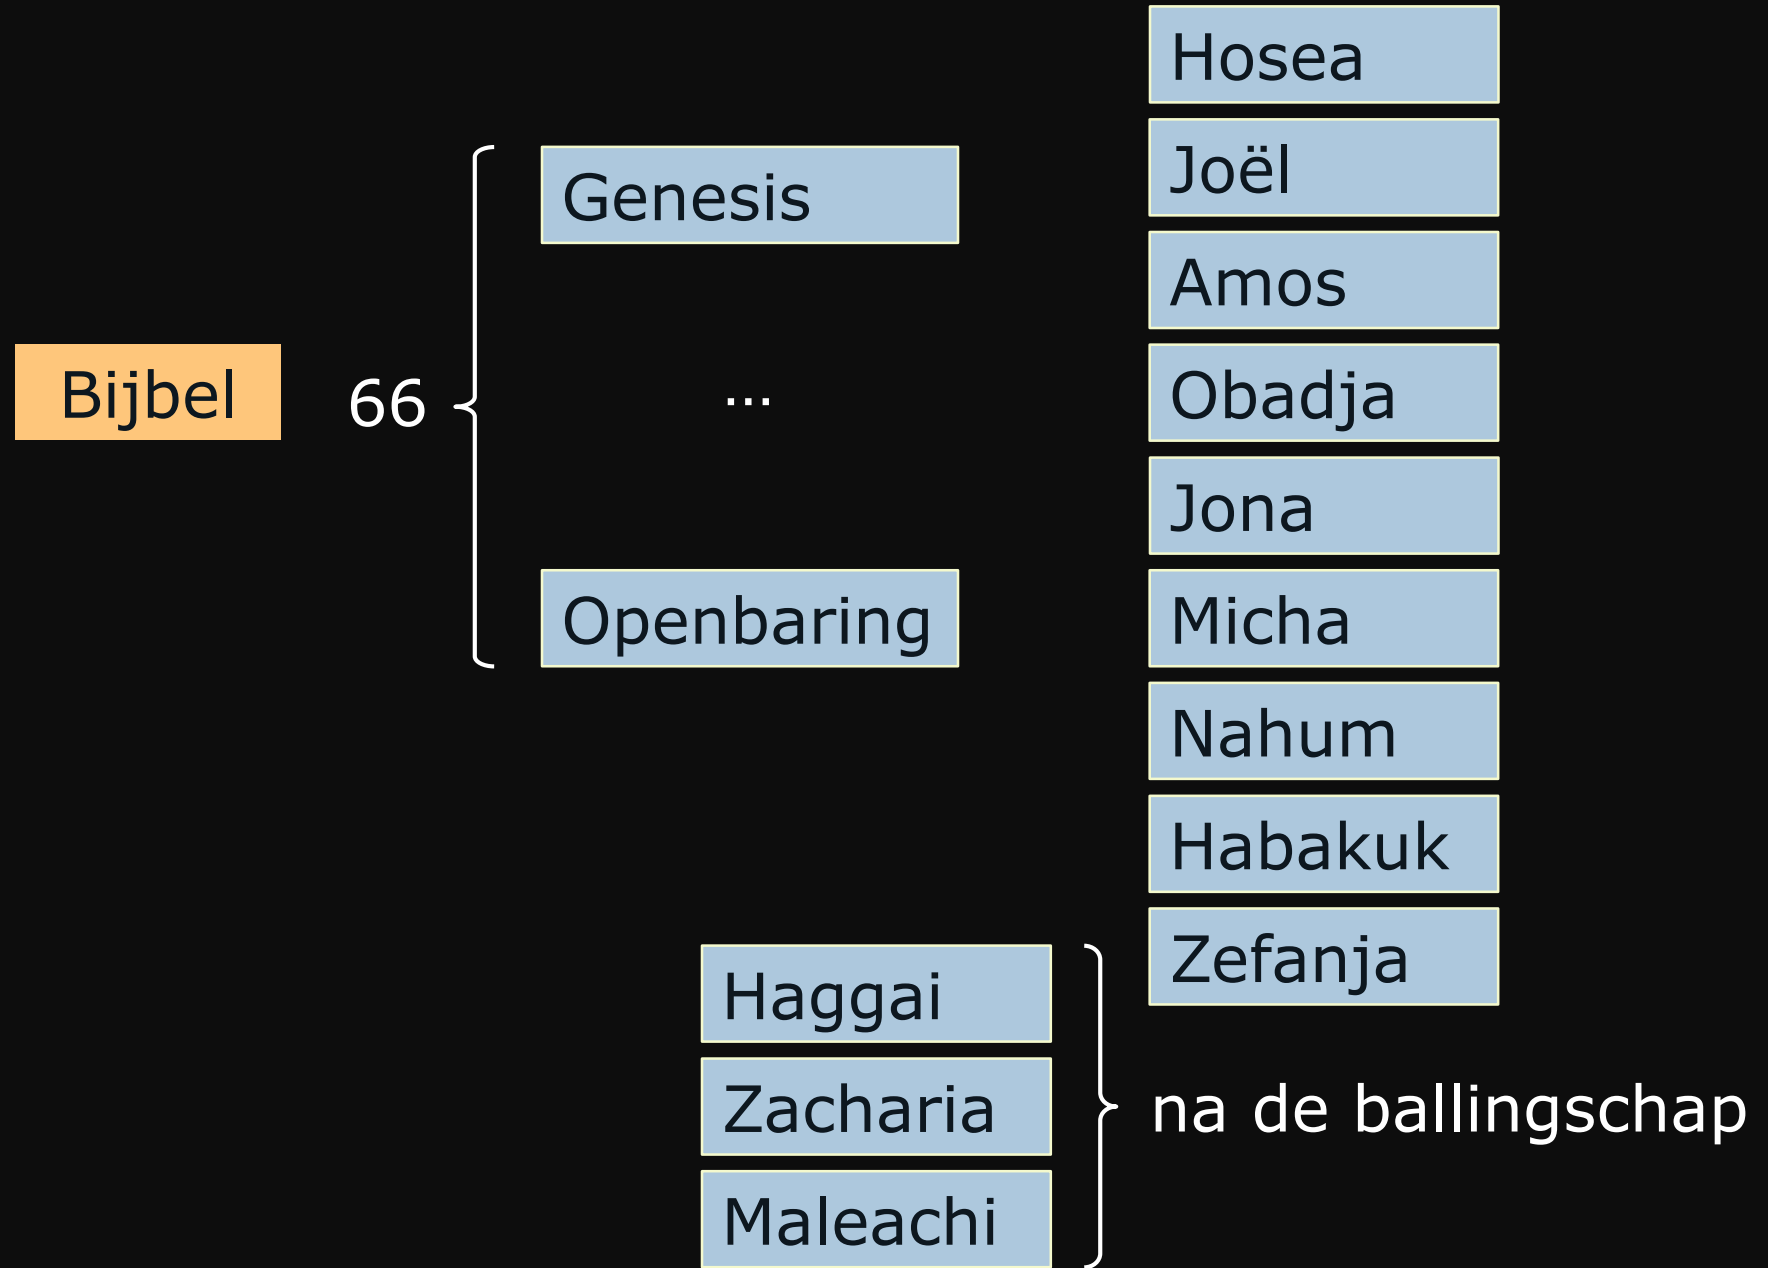 Bijbel
66
Genesis
...
Openbaring
Hosea
Joël
Amos
Obadja
Jona
Micha
Nahum
Habakuk
Zefanja
Haggai
Zacharia
Maleachi
na de ballingschap